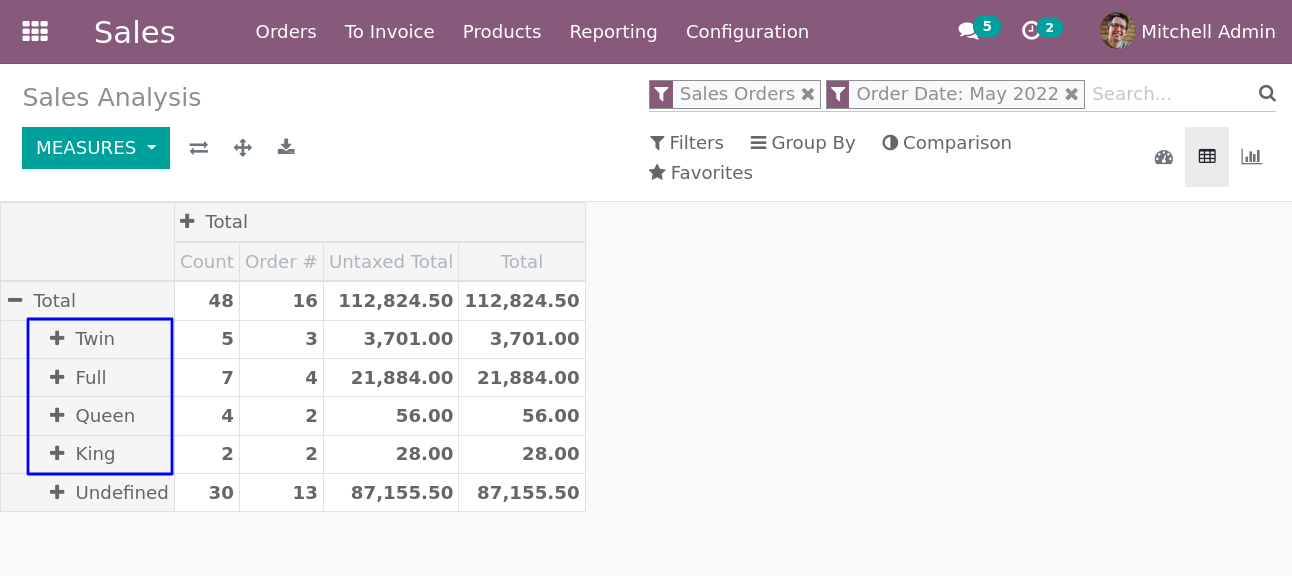 Sales Orders To Invoice Products Reporting Configuration 5 2 Mitchell Admin
Sales Analysis
Sales Orders Order Date: May 2022 Search...
MEASURES
Filters Group By Comparison
Favorites
Total
Count Order # Untaxed Total Total
Total 48 16 112,824.50 112,824.50
Twin 5 3 3,701.00 3,701.00
Full 7 4 21,884.00 21,884.00
Queen 4 2 56.00 56.00
King 2 2 28.00 28.00
Undefined 30 13 87,155.50 87,155.50